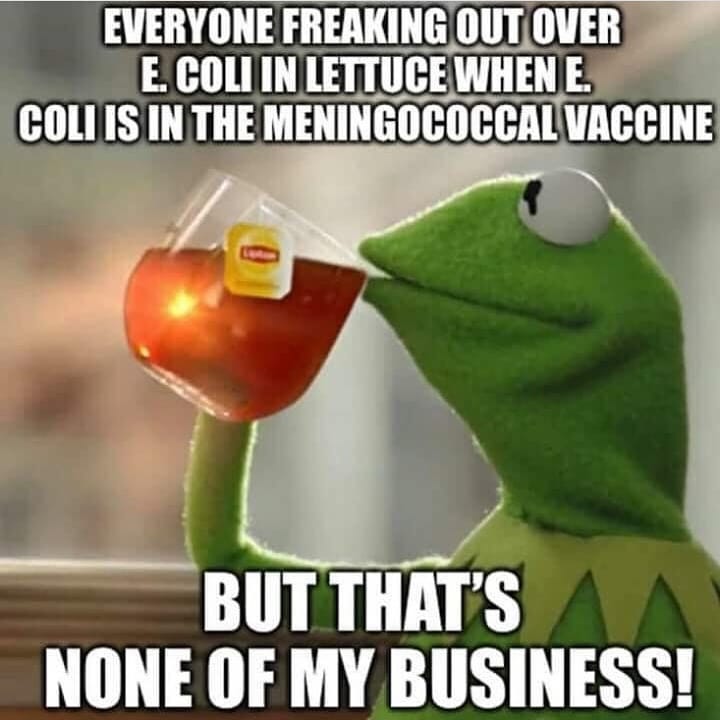 EVERYONE FREAKING OUT OVER
E. COLI IN LETTUCE WHEN E.
COLI IS IN THE MENINGOCOCCAL VACCINE
Lipton
BUT THAT'S
NONE OF MY BUSINESS!